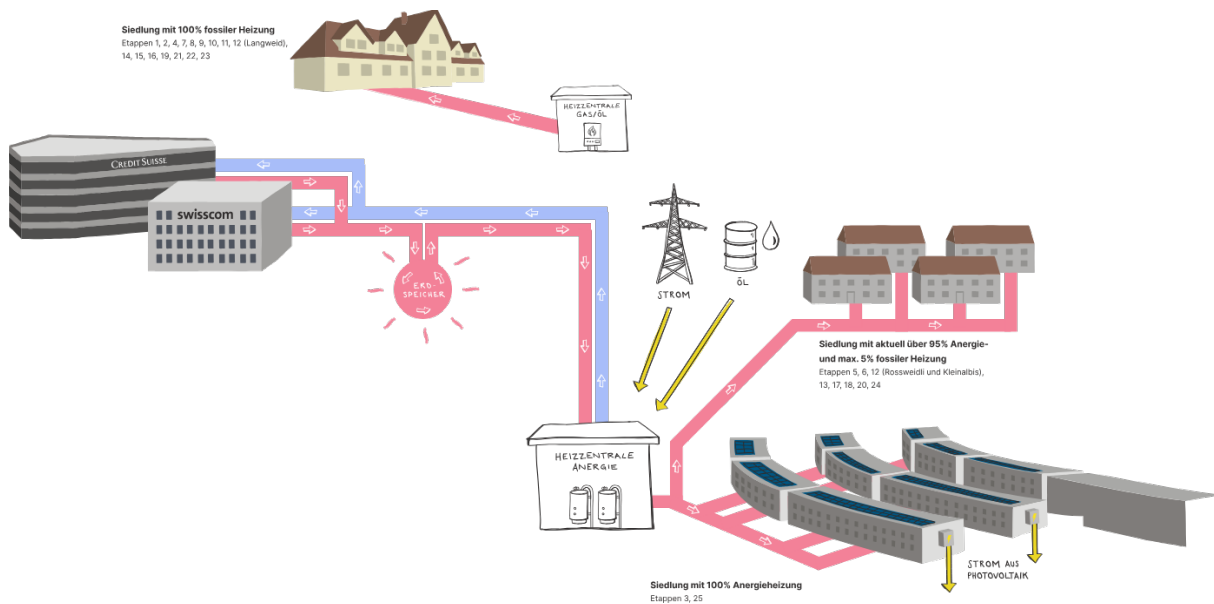 Siedlung mit 100% fossiler Heizung
Etappen 1, 2, 4, 7, 8, 9, 10, 11, 12 (Langweid),
14, 15, 16, 19, 21, 22, 23
HEIZZENTRALE
GAS/ÖL
CREDIT SUISSE
swisscom
ERD-
SPEICHER
STROM
ÖL
Siedlung mit aktuell über 95% Anergie-
und max. 5% fossiler Heizung
Etappen 5, 6, 12 (Rossweidli und Kleinalbis),
13, 17, 18, 20, 24
HEIZZENTRALE
ANERGIE
STROM AUS
PHOTOVOLTAIK
Siedlung mit 100% Anergieheizung
Etappen 3, 25